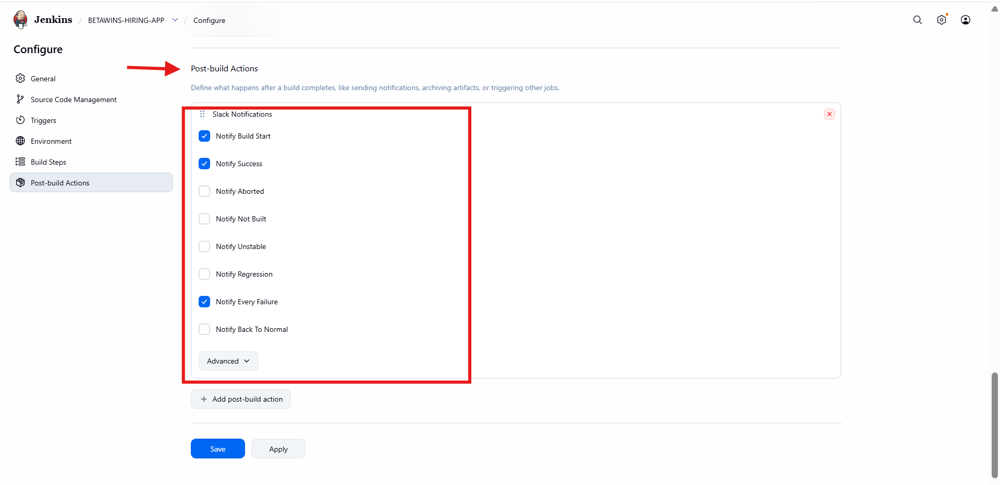 Jenkins / BETAWINS-HIRING-APP / Configure
Configure
General
Source Code Management
Triggers
Environment
Build Steps
Post-build Actions
Post-build Actions
Define what happens after a build completes, like sending notifications, archiving artifacts, or triggering other jobs.
Slack Notifications
Notify Build Start
Notify Success
Notify Aborted
Notify Not Built
Notify Unstable
Notify Regression
Notify Every Failure
Notify Back To Normal
Advanced
+ Add post-build action
Save Apply